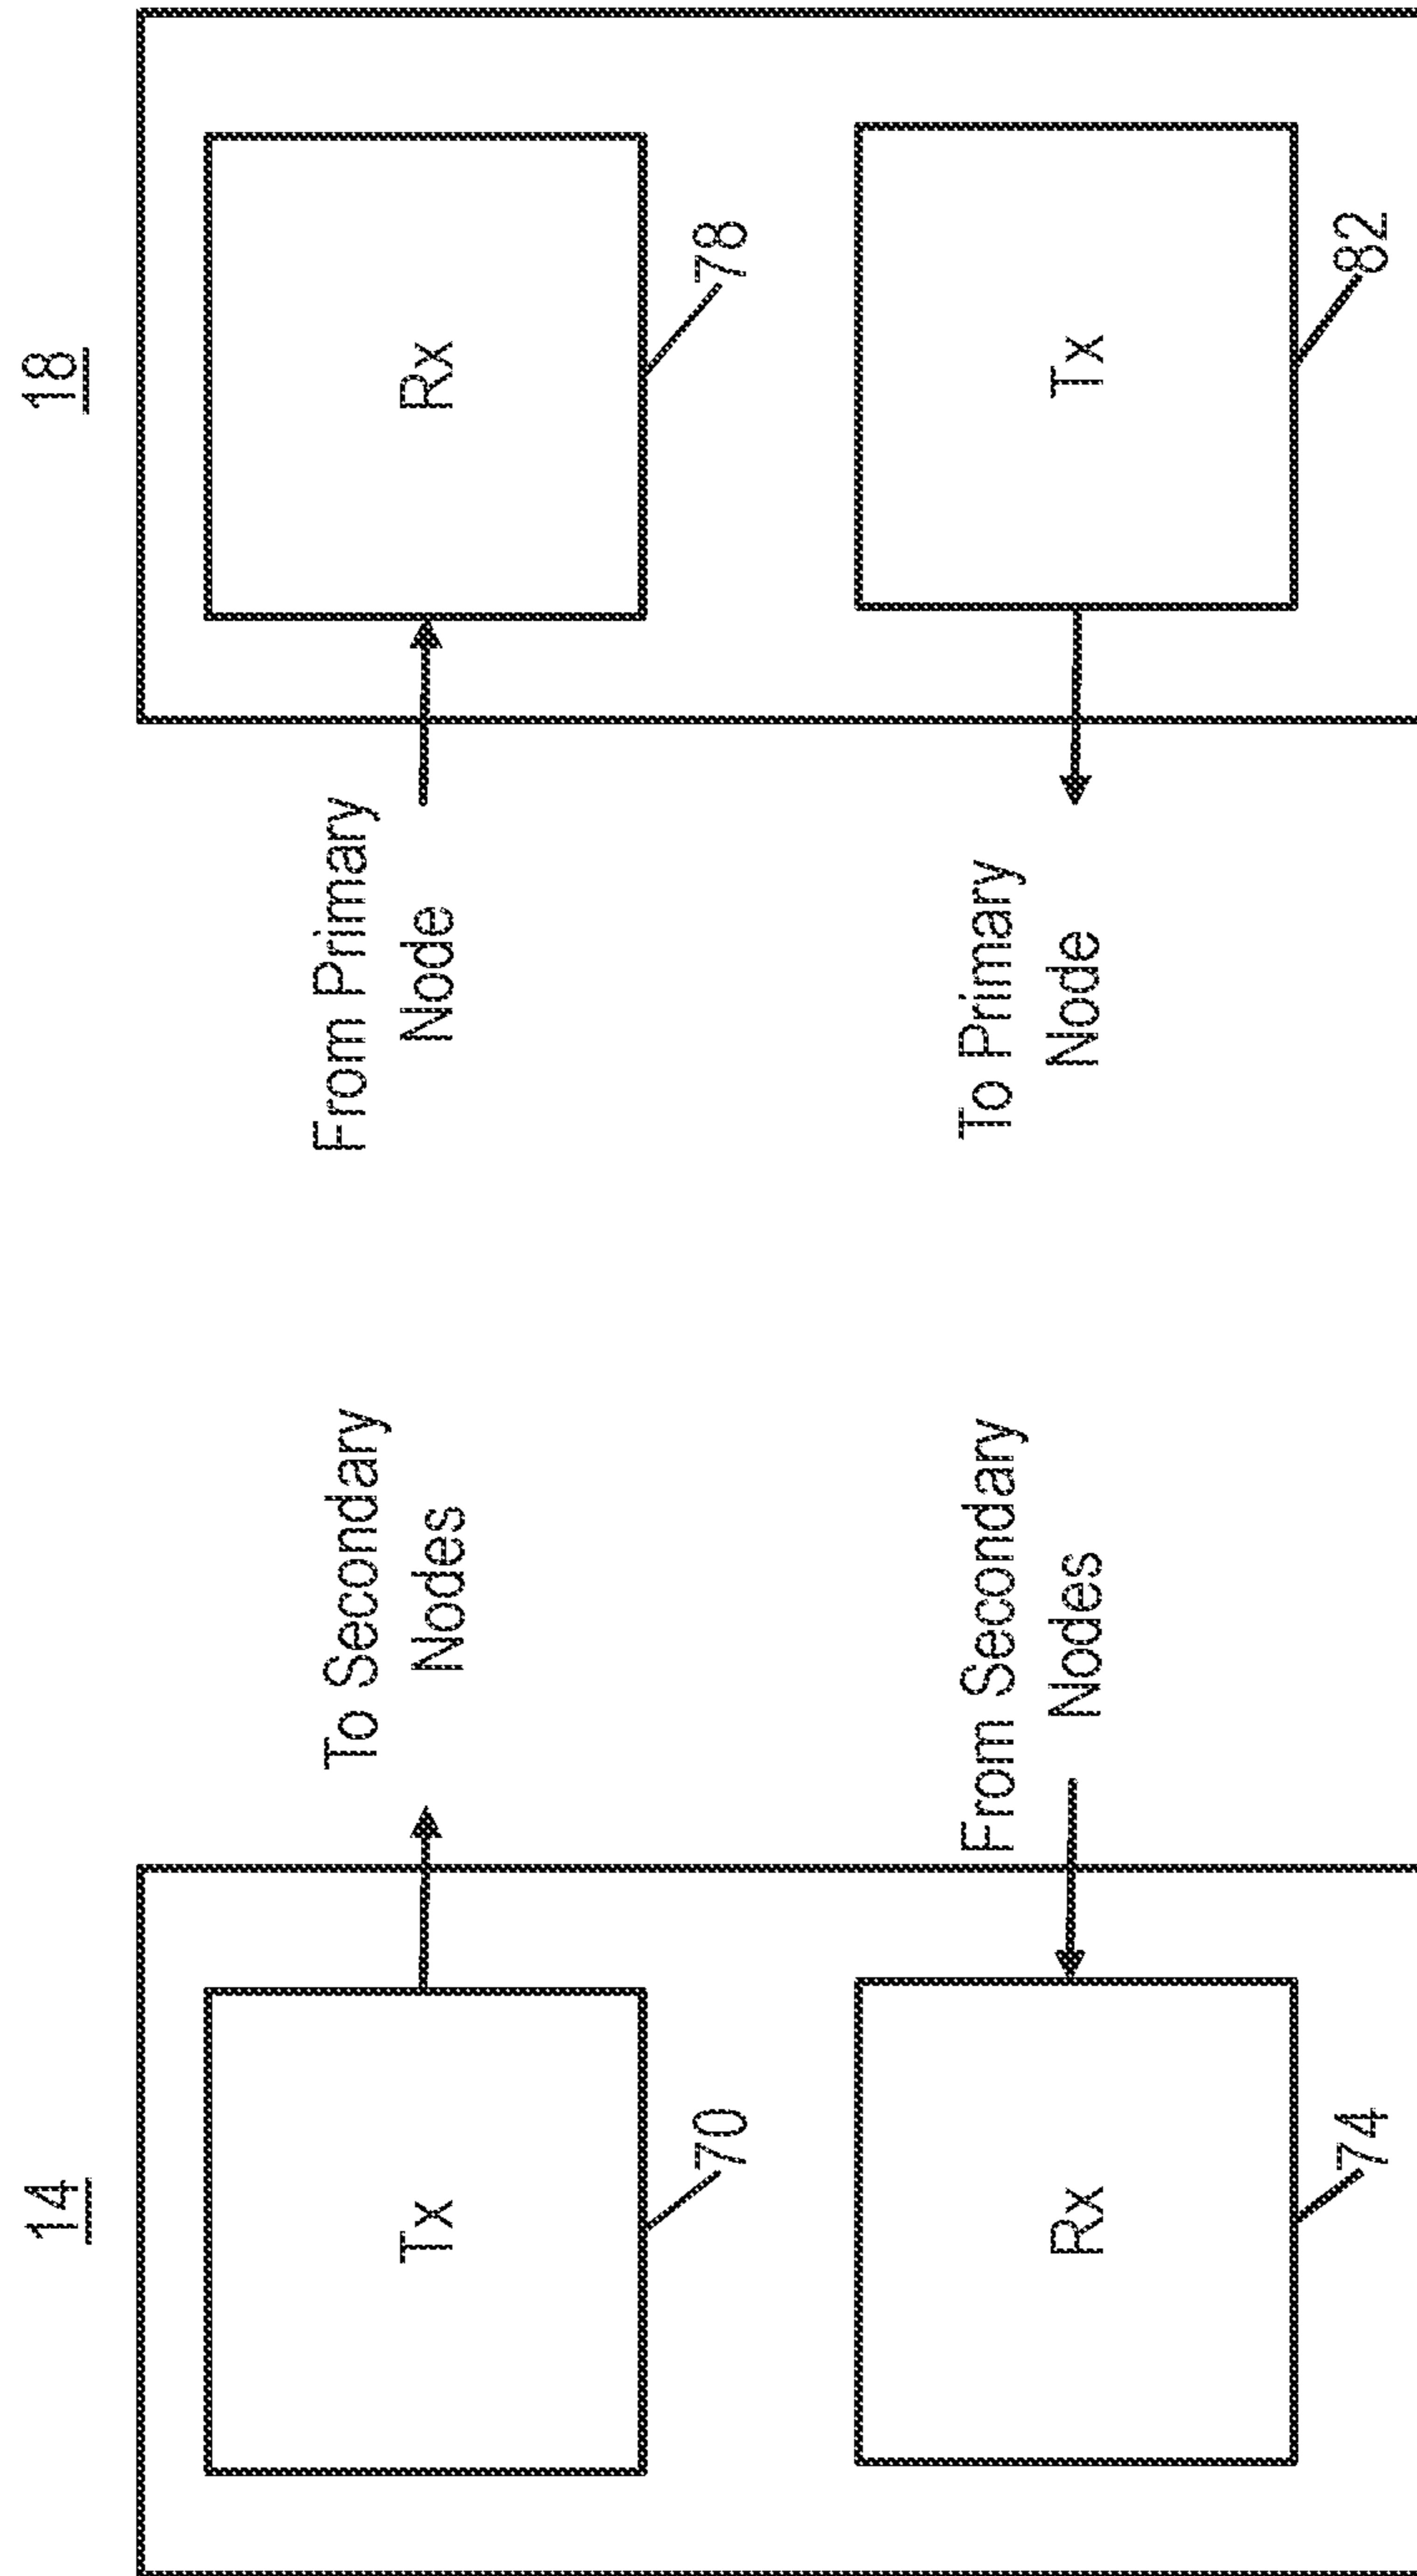 14
18
Tx
70
To Secondary
Nodes
From Primary
Node
Rx
78
Rx
74
From Secondary
Nodes
To Primary
Node
Tx
82